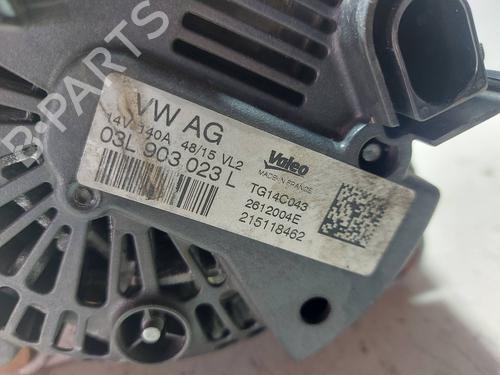 VW AG
14V 140A 48/15 VL2
03L 903 023 L
Valeo
MADE IN FRANCE
TG14C043
2612004E
215118462
R-PARTS